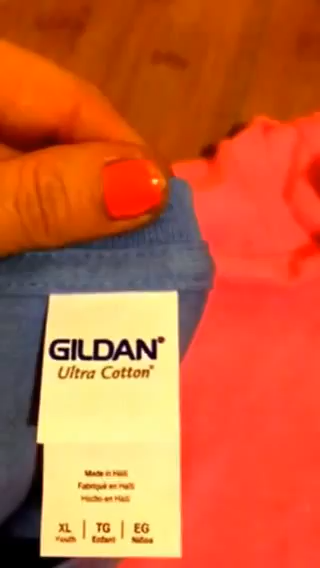 GILDAN®
Ultra Cotton®
Made in Haiti
Fabriqué en Haïti
Hecho en Haití
XL | TG | EG
Youth | Enfant | Niños